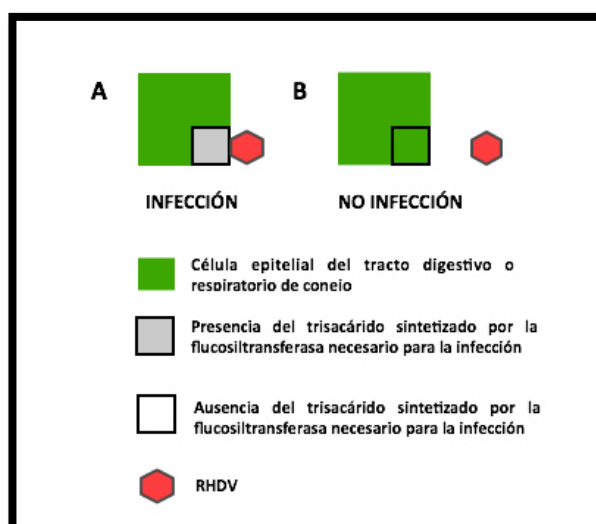 A
B
INFECCIÓN
NO INFECCIÓN
Célula epitelial del tracto digestivo o
respiratorio de coneio
Presencia del trisacárido sintetizado por la
flucosiltransferasa necesario para la infección
Ausencia del trisacárido sintetizado por la
flucosiltransferasa necesario para la infección
RHDV